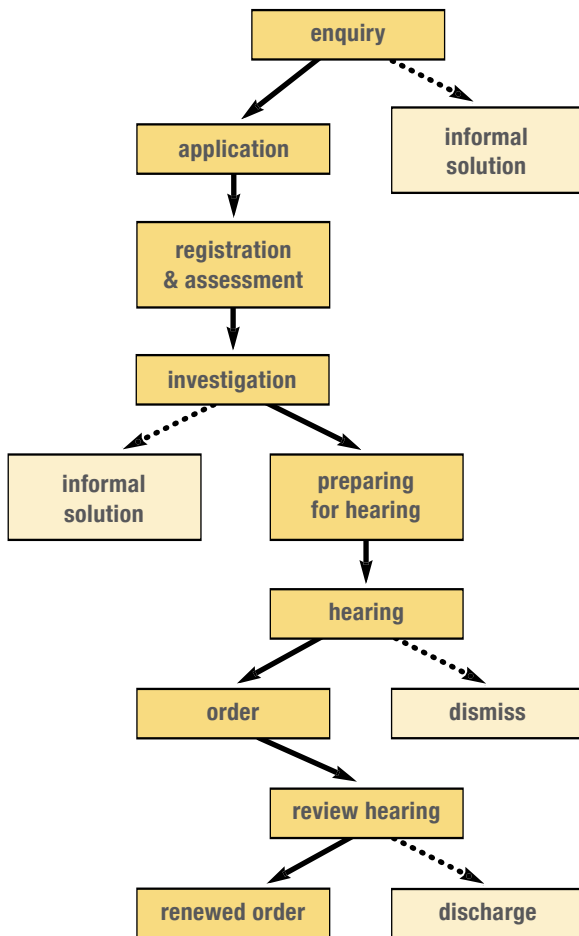 enquiry
informal
solution
application
registration
& assessment
investigation
informal
solution
preparing
for hearing
hearing
order
dismiss
review hearing
renewed order
discharge